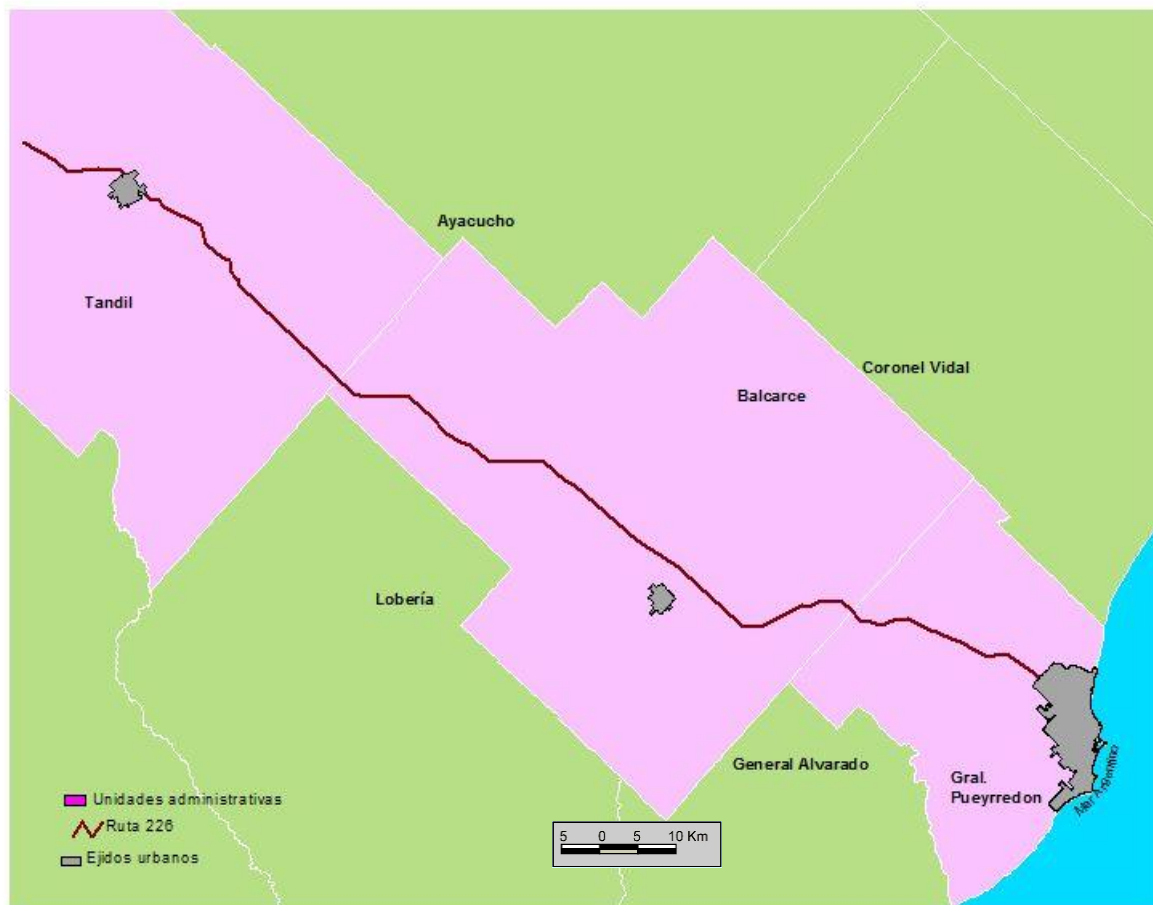 Ayacucho
Tandil
Coronel Vidal
Balcarce
Lobería
General Alvarado
Gral.
Pueyrredon
Mar Argentino
Unidades administrativas
Ruta 226
Ejidos urbanos
5 0 5 10 Km